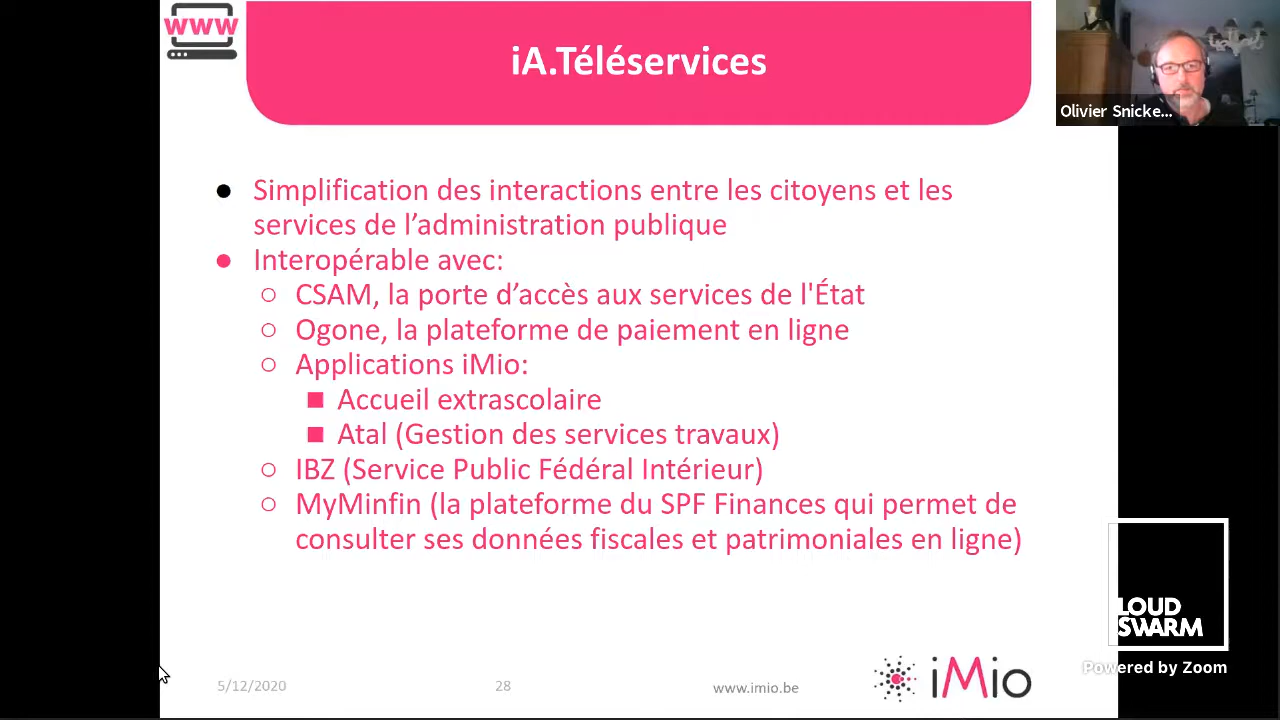 www
iA.Téléservices
Olivier Snicke...
● Simplification des interactions entre les citoyens et les
services de l’administration publique
● Interopérable avec:
○ CSAM, la porte d’accès aux services de l'État
○ Ogone, la plateforme de paiement en ligne
○ Applications iMio:
■ Accueil extrascolaire
■ Atal (Gestion des services travaux)
○ IBZ (Service Public Fédéral Intérieur)
○ MyMinfin (la plateforme du SPF Finances qui permet de
consulter ses données fiscales et patrimoniales en ligne)
LOUD
SWARM
Powered by Zoom
5/12/2020
28
www.imio.be
iMio